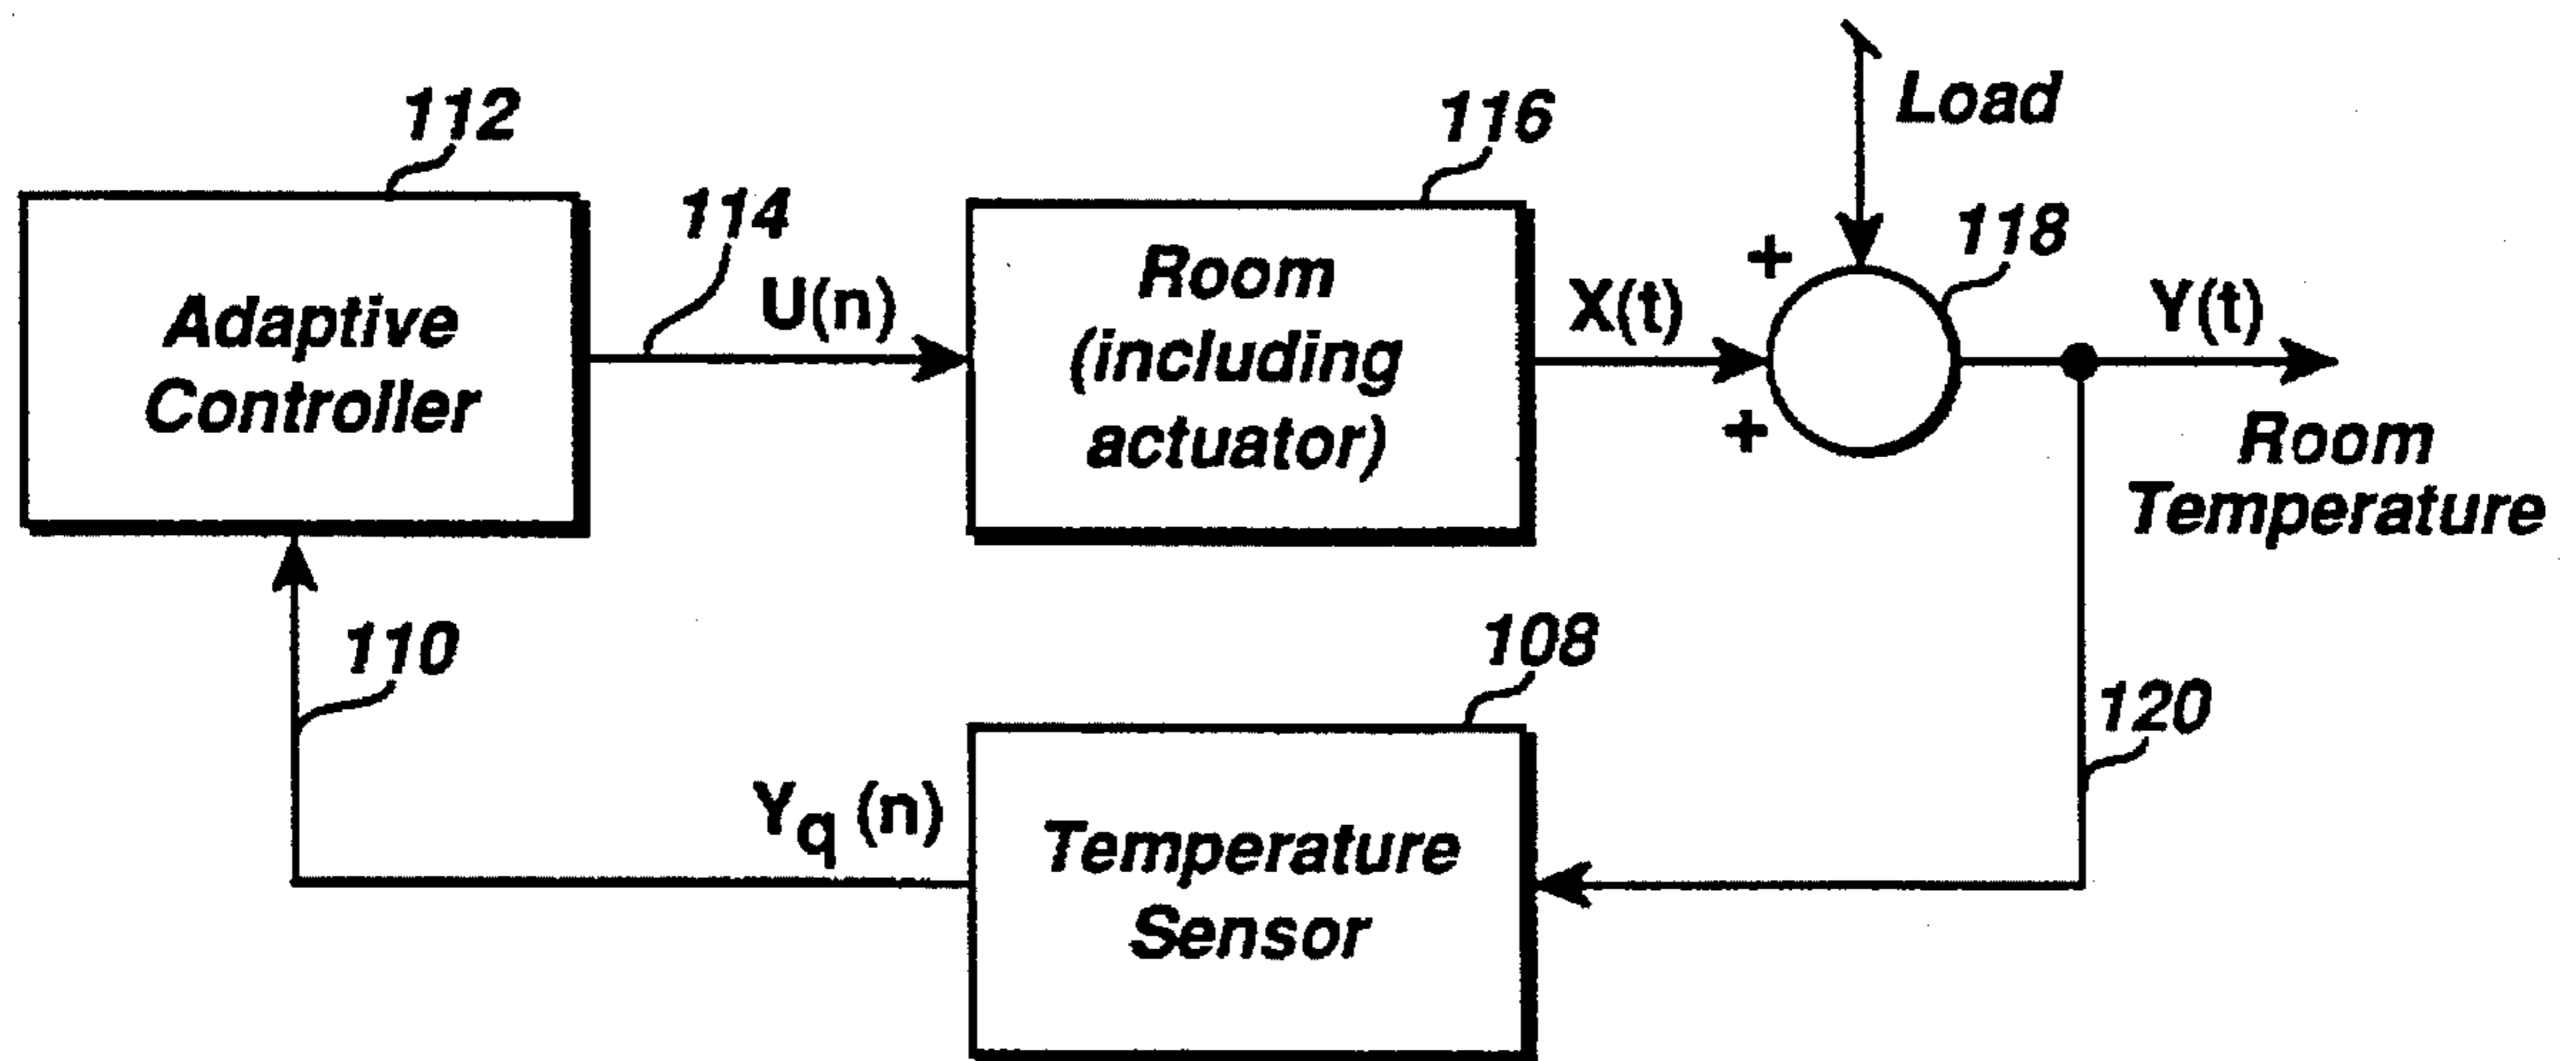 112
Adaptive
Controller
114
U(n)
116
Room
(including
actuator)
X(t)
Load
+
+
118
Y(t)
Room
Temperature
110
Yq (n)
108
Temperature
Sensor
120